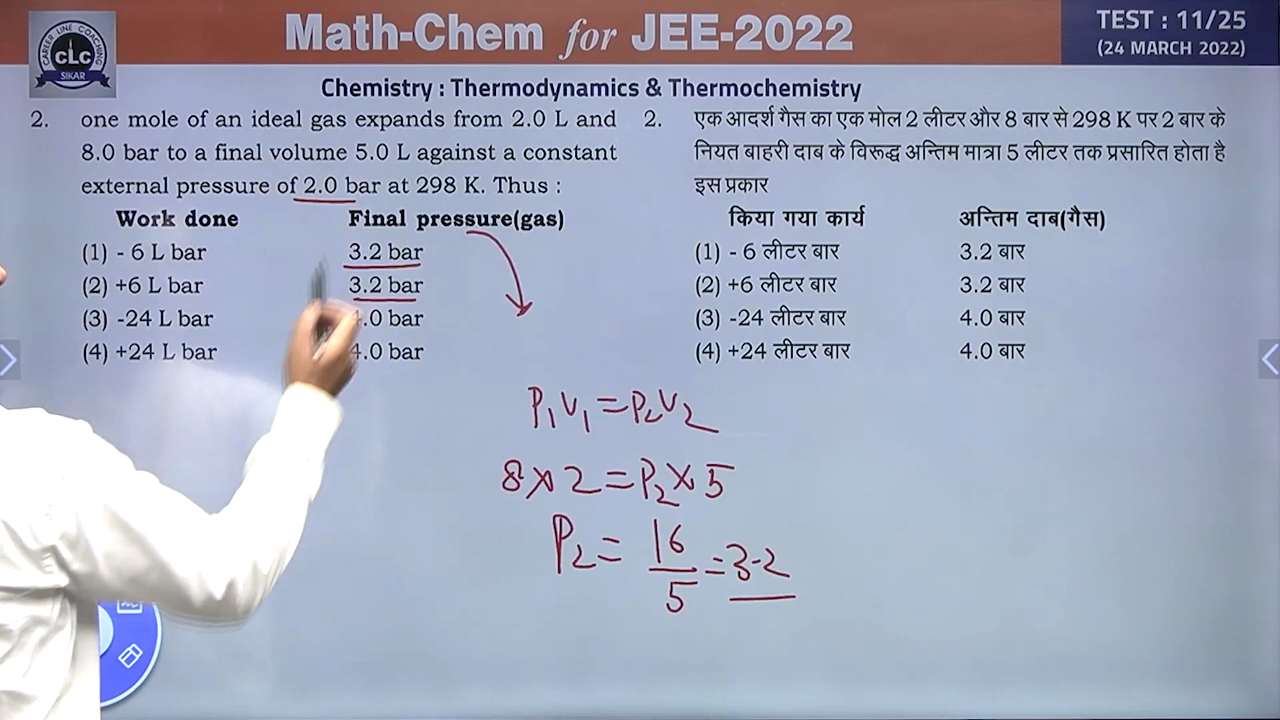 Math-Chem for JEE-2022
TEST : 11/25
(24 MARCH 2022)
CAREER LINE COACHING
CLC
SIKAR
Chemistry : Thermodynamics & Thermochemistry
2. one mole of an ideal gas expands from 2.0 L and
8.0 bar to a final volume 5.0 L against a constant
external pressure of 2.0 bar at 298 K. Thus :
Work done Final pressure(gas)
(1) - 6 L bar 3.2 bar
(2) +6 L bar 3.2 bar
(3) -24 L bar 4.0 bar
(4) +24 L bar 4.0 bar
2. एक आदर्श गैस का एक मोल 2 लीटर और 8 बार से 298 K पर 2 बार के
नियत बाहरी दाब के विरूद्ध अन्तिम मात्रा 5 लीटर तक प्रसारित होता है
इस प्रकार
किया गया कार्य अन्तिम दाब(गैस)
(1) - 6 लीटर बार 3.2 बार
(2) +6 लीटर बार 3.2 बार
(3) -24 लीटर बार 4.0 बार
(4) +24 लीटर बार 4.0 बार
P₁V₁=P₂V₂
8×2=P₂×5
P₂=16/5=3.2